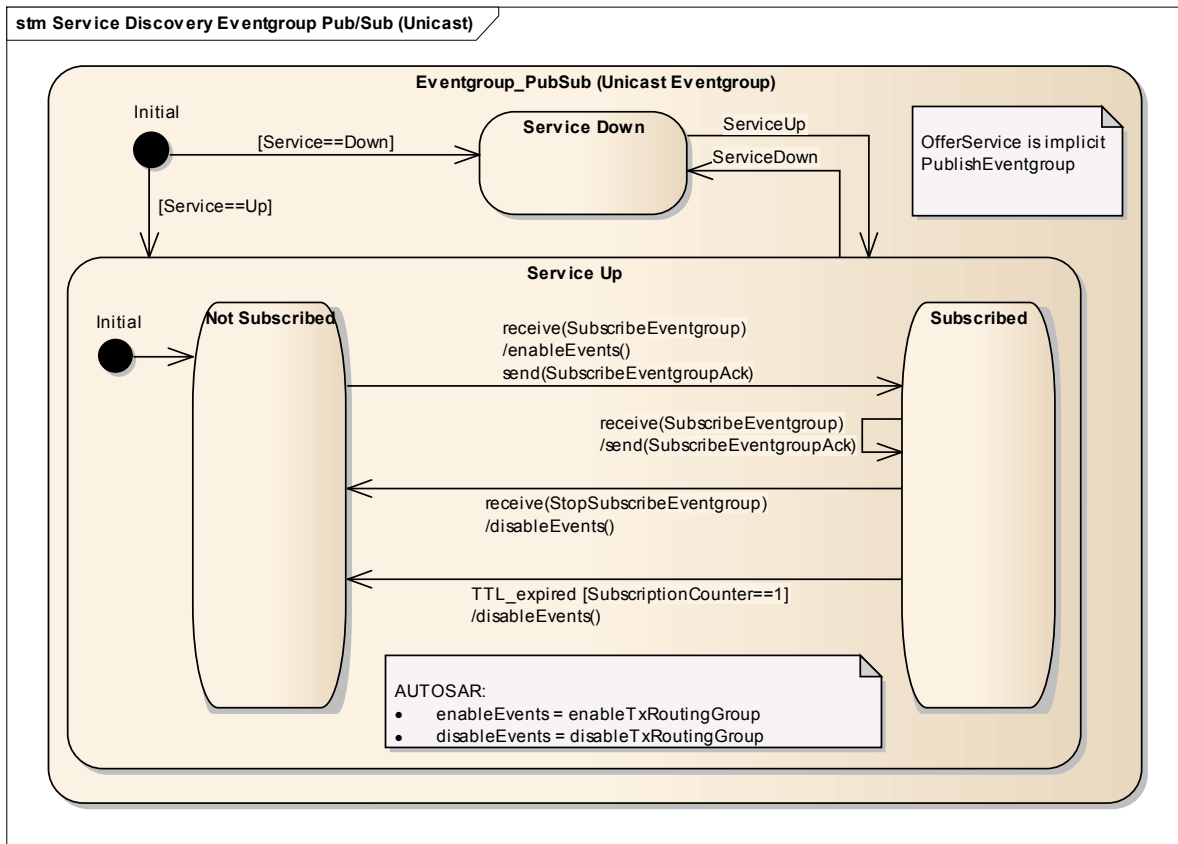 stm Service Discovery Eventgroup Pub/Sub (Unicast)
Eventgroup_PubSub (Unicast Eventgroup)
Initial
[Service==Down]
Service Down
ServiceUp
ServiceDown
OfferService is implicit
PublishEventgroup
[Service==Up]
Service Up
Initial
Not Subscribed
receive(SubscribeEventgroup)
/enableEvents()
send(SubscribeEventgroupAck)
Subscribed
receive(SubscribeEventgroup)
/send(SubscribeEventgroupAck)
receive(StopSubscribeEventgroup)
/disableEvents()
TTL_expired [SubscriptionCounter==1]
/disableEvents()
AUTOSAR:
• enableEvents = enableTxRoutingGroup
• disableEvents = disableTxRoutingGroup